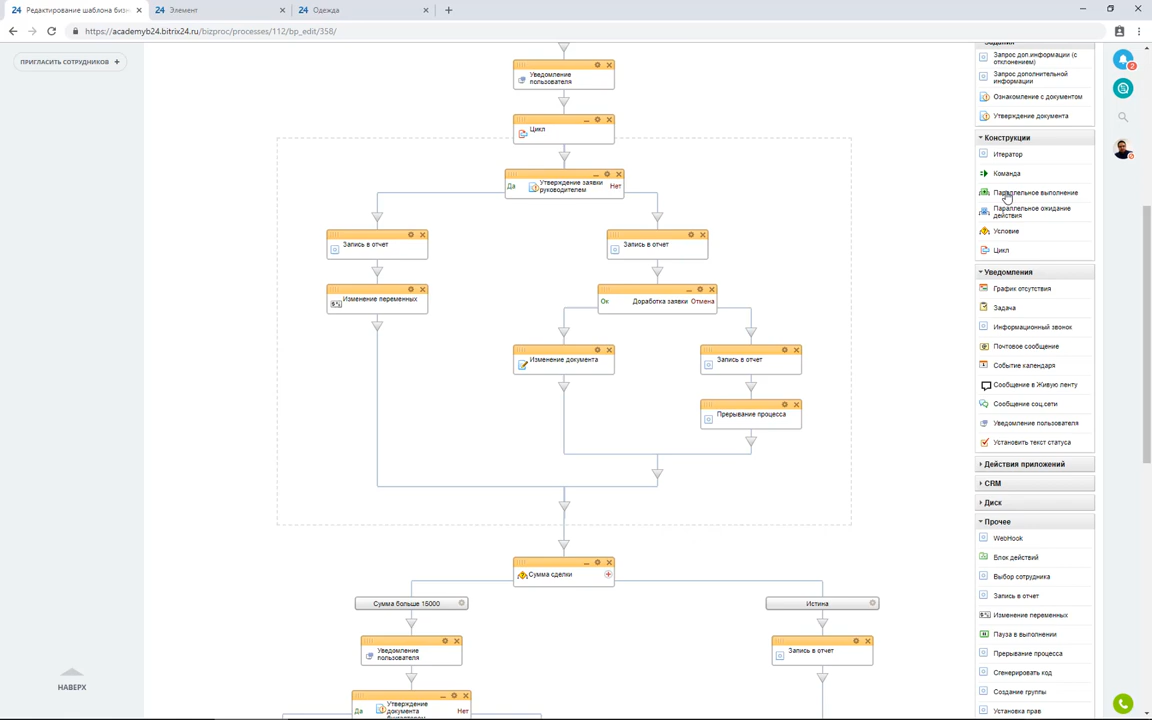 Редактирование шаблона бизн
Элемент
Одежда
https://academyb24.bitrix24.ru/bizproc/processes/112/bp_edit/358/
ПРИГЛАСИТЬ СОТРУДНИКОВ +
Уведомление
пользователя
Цикл
Да
Утверждение заявки
руководителем
Нет
Запись в отчет
Запись в отчет
Изменение переменных
Ок
Доработка заявки
Отмена
Изменение документа
Запись в отчет
Прерывание процесса
Сумма сделки
Сумма больше 15000
Истина
Уведомление
пользователя
Запись в отчет
Да
Утверждение
документа
Нет
НАВЕРХ
Задания
Запрос доп.информации (с
отклонением)
Запрос дополнительной
информации
Ознакомление с документом
Утверждение документа
Конструкции
Итератор
Команда
Параллельное выполнение
Параллельное ожидание
действия
Условие
Цикл
Уведомления
График отсутствия
Задача
Информационный звонок
Почтовое сообщение
Событие календаря
Сообщение в Живую ленту
Сообщение соц.сети
Уведомление пользователя
Установить текст статуса
Действия приложений
CRM
Диск
Прочее
WebHook
Блок действий
Выбор сотрудника
Запись в отчет
Изменение переменных
Пауза в выполнении
Прерывание процесса
Сгенерировать код
Создание группы
Установка прав